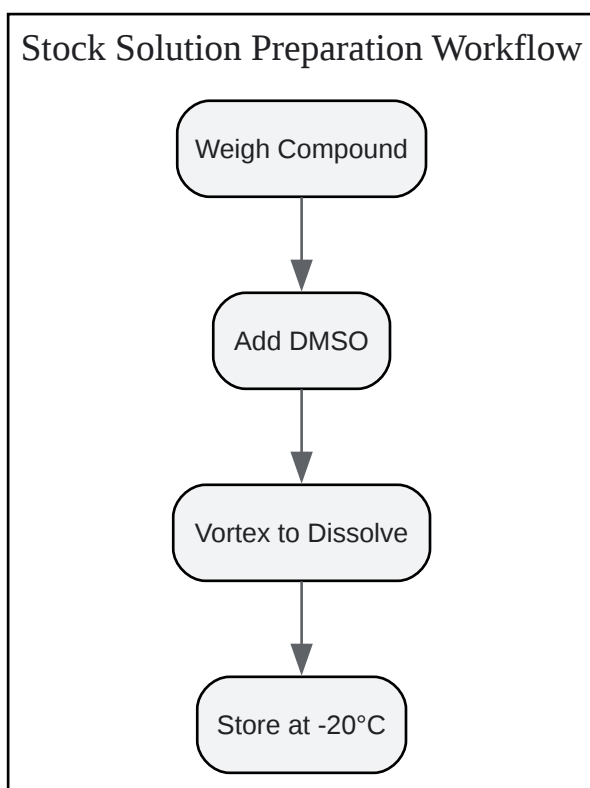 Stock Solution Preparation Workflow
Weigh Compound
Add DMSO
Vortex to Dissolve
Store at -20°C